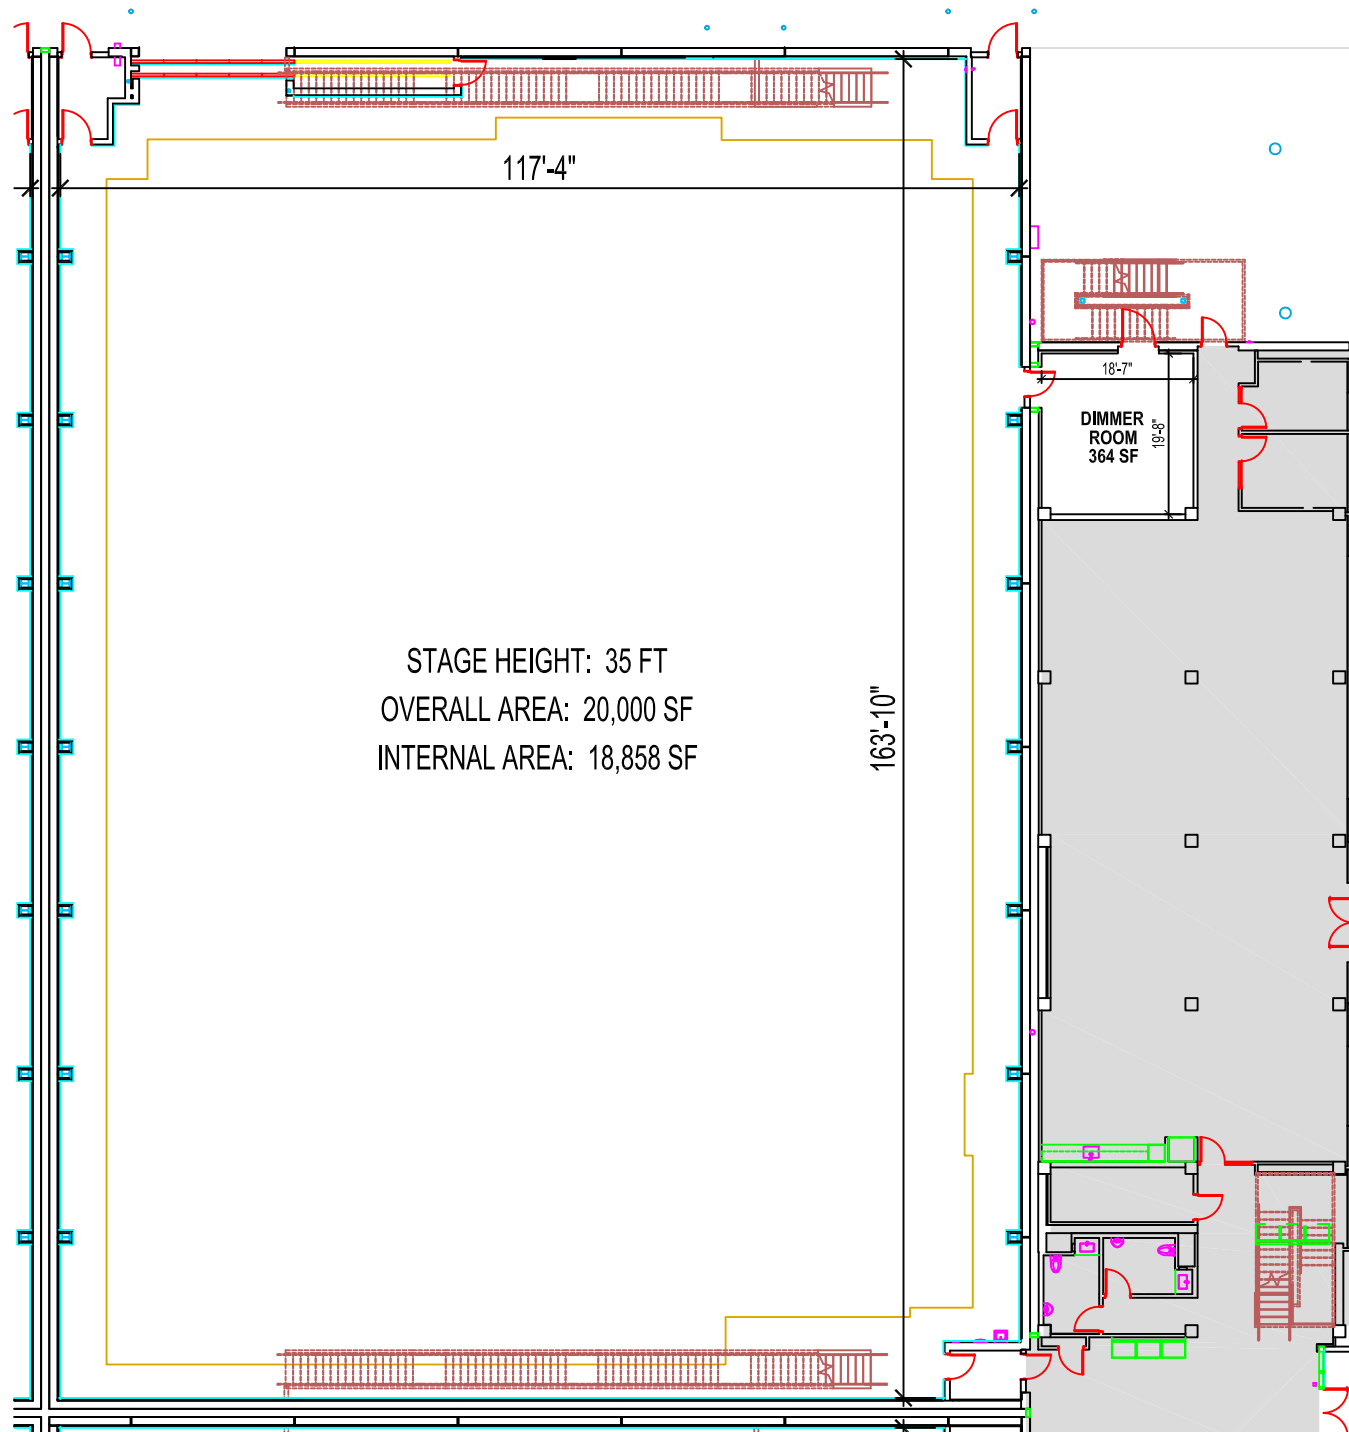 117'-4"
18'-7"
DIMMER
ROOM
364 SF
19'-8"
STAGE HEIGHT: 35 FT
OVERALL AREA: 20,000 SF
INTERNAL AREA: 18,858 SF
163'-10"